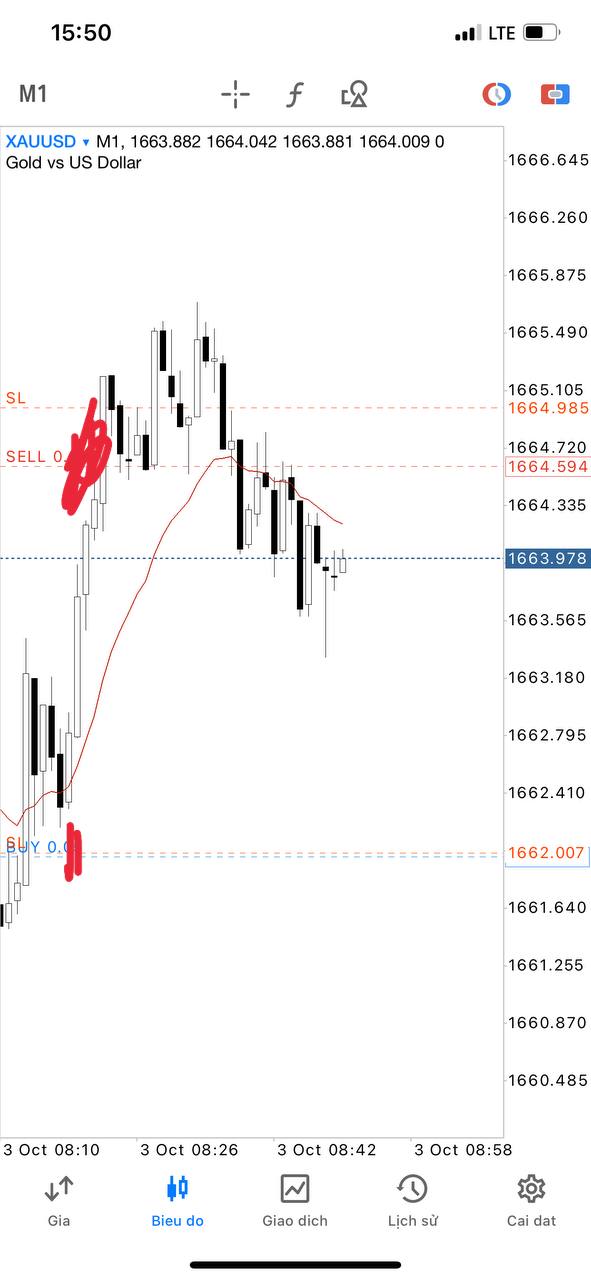 15:50
LTE
M1
f
XAUUSD ▾ M1, 1663.882 1664.042 1663.881 1664.009 0
Gold vs US Dollar
1666.645
1666.260
1665.875
1665.490
1665.105
SL
1664.985
1664.720
SELL 0.
1664.594
1664.335
1663.978
1663.565
1663.180
1662.795
1662.410
SL
BUY 0.0
1662.007
1661.640
1661.255
1660.870
1660.485
3 Oct 08:10
3 Oct 08:26
3 Oct 08:42
3 Oct 08:58
Gia
Bieu do
Giao dich
Lịch sử
Cai dat